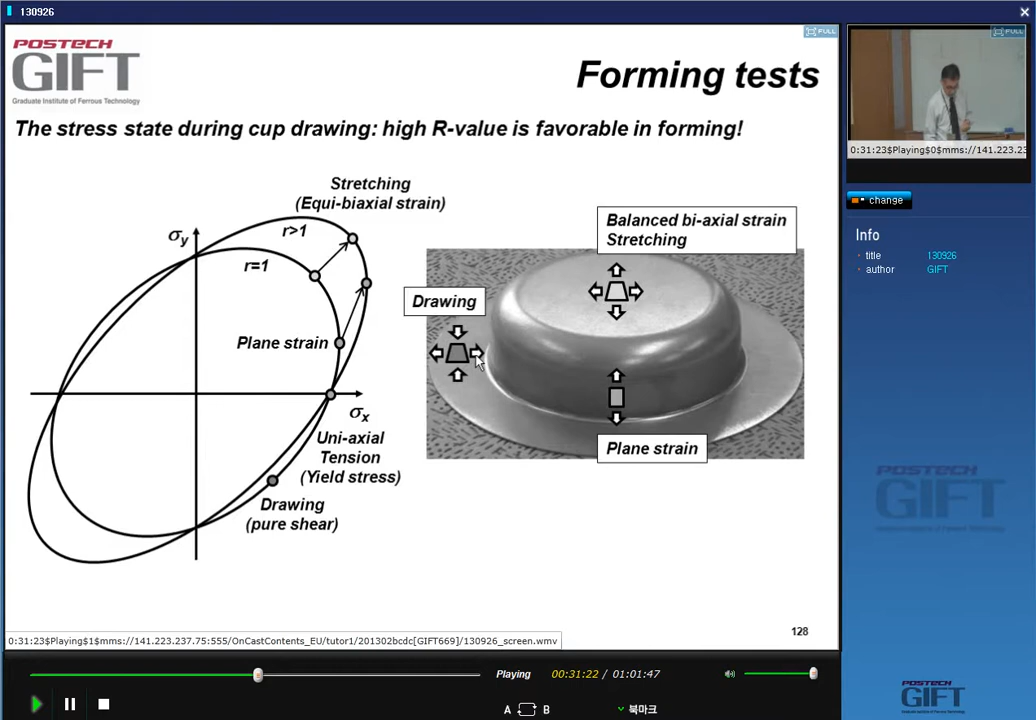 130926
POSTECH
GIFT
Graduate Institute of Ferrous Technology
FULL
Forming tests
The stress state during cup drawing: high R-value is favorable in forming!
Stretching
(Equi-biaxial strain)
σy
r>1
r=1
Plane strain
σx
Uni-axial
Tension
(Yield stress)
Drawing
(pure shear)
Balanced bi-axial strain
Stretching
Drawing
Plane strain
128
0:31:23$Playing$1$mms://141.223.237.75:555/OnCastContents_EU/tutor1/201302bcdc[GIFT669]/130926_screen.wmv
Playing
00:31:22 / 01:01:47
A B
북마크
FULL
0:31:23$Playing$0$mms://141.223.23
change
Info
title 130926
author GIFT
POSTECH
GIFT
POSTECH
GIFT